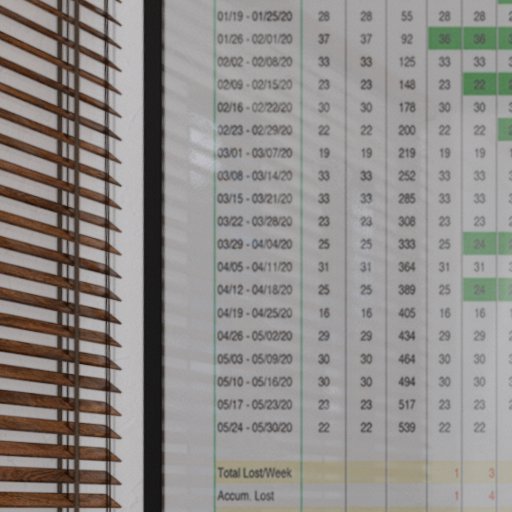 01/19 - 01/25/20 28 28 55 28 28
01/26 - 02/01/20 37 37 92 36 36
02/02 - 02/08/20 33 33 125 33 33
02/09 - 02/15/20 23 23 148 23 22
02/16 - 02/22/20 30 30 178 30 30
02/23 - 02/29/20 22 22 200 22 22
03/01 - 03/07/20 19 19 219 19 19
03/08 - 03/14/20 33 33 252 33 33
03/15 - 03/21/20 33 33 285 33 33
03/22 - 03/28/20 23 23 308 23 23
03/29 - 04/04/20 25 25 333 25 24
04/05 - 04/11/20 31 31 364 31 31
04/12 - 04/18/20 25 25 389 25 24
04/19 - 04/25/20 16 16 405 16 16
04/26 - 05/02/20 29 29 434 29 29
05/03 - 05/09/20 30 30 464 30 30
05/10 - 05/16/20 30 30 494 30 30
05/17 - 05/23/20 23 23 517 23 23
05/24 - 05/30/20 22 22 539 22 22
Total Lost/Week 1 3
Accum. Lost 1 4